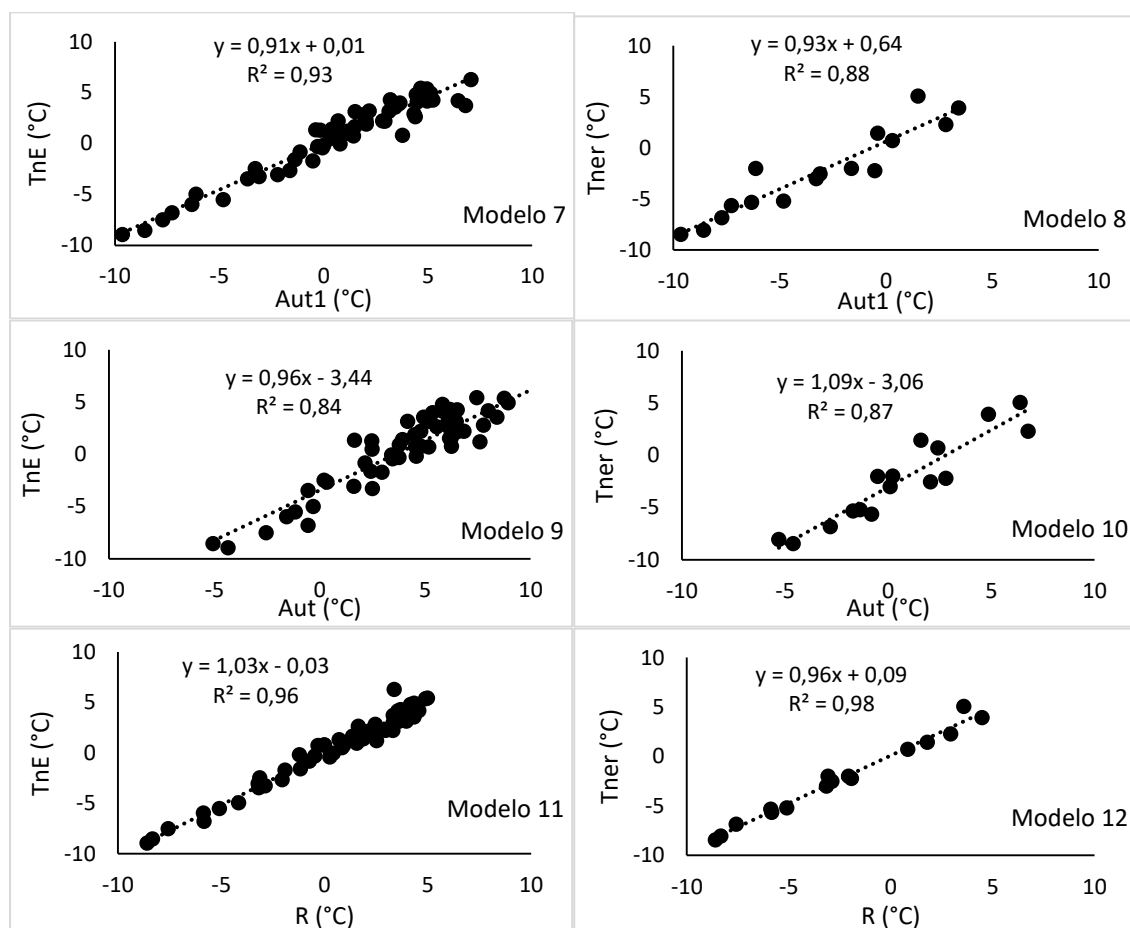 y = 0,91x + 0,01
R² = 0,93
TnE (°C)
10
5
0
-5
-10
-10 -5 0 5 10
Aut1 (°C)
Modelo 7
y = 0,93x + 0,64
R² = 0,88
Tner (°C)
10
5
0
-5
-10
-10 -5 0 5 10
Aut1 (°C)
Modelo 8
y = 0,96x - 3,44
R² = 0,84
TnE (°C)
10
5
0
-5
-10
-10 -5 0 5 10
Aut (°C)
Modelo 9
y = 1,09x - 3,06
R² = 0,87
Tner (°C)
10
5
0
-5
-10
-10 -5 0 5 10
Aut (°C)
Modelo 10
y = 1,03x - 0,03
R² = 0,96
TnE (°C)
10
5
0
-5
-10
-10 -5 0 5 10
R (°C)
Modelo 11
y = 0,96x + 0,09
R² = 0,98
Tner (°C)
10
5
0
-5
-10
-10 -5 0 5 10
R (°C)
Modelo 12